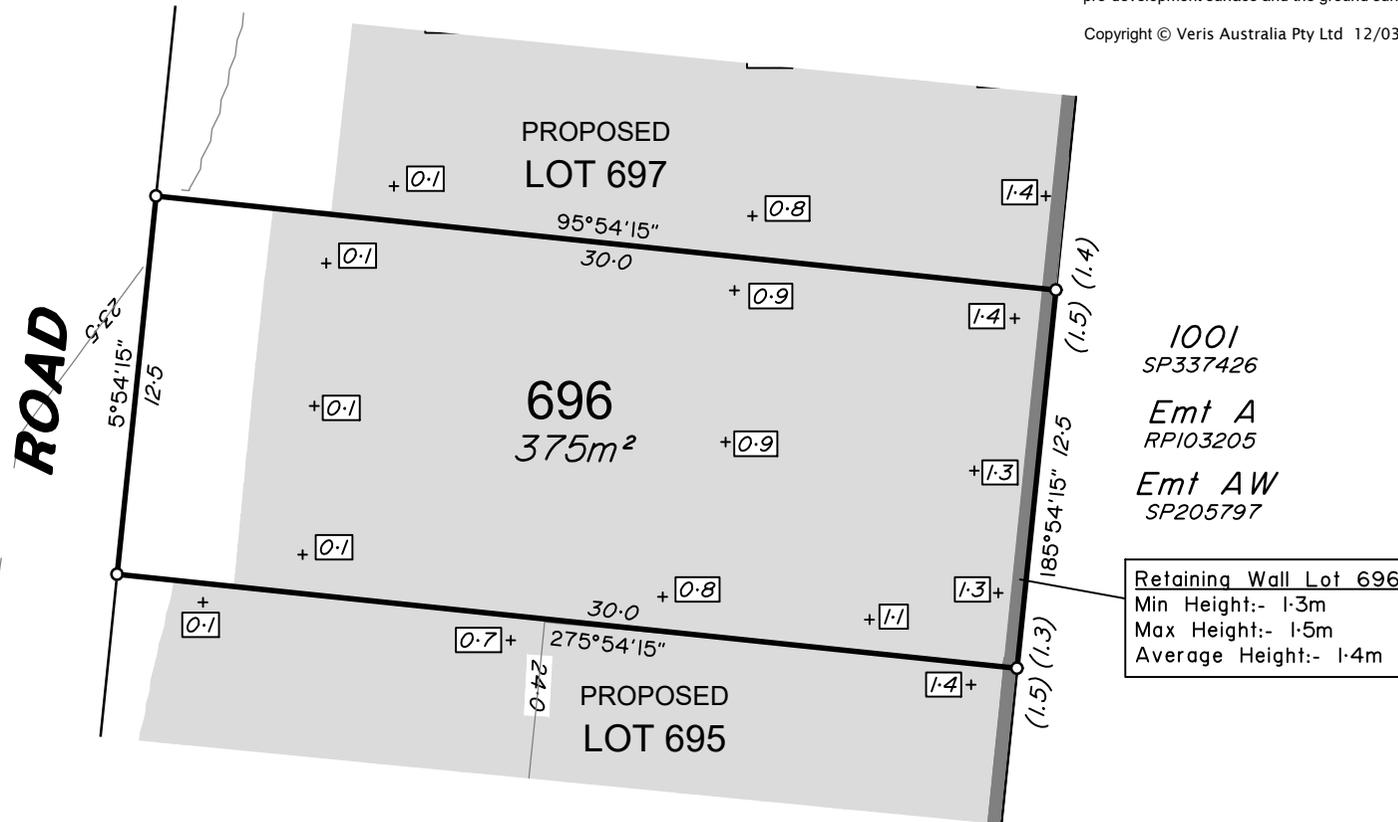 Copyright © Veris Australia Pty Ltd 12/03
PROPOSED
LOT 697
0·1
0·8
1·4
95°54'15"
30·0
0·1
0·9
1·4
(1.5) (1.4)
23·5
ROAD
5°54'15"
12·5
696
375m²
0·1
0·9
1·3
185°54'15" 12·5
1001
SP337426
Emt A
RP103205
Emt AW
SP205797
0·1
0·8
1·3
1·1
30·0
275°54'15"
0·1
0·7
24·0
1·4
(1.5) (1.3)
PROPOSED
LOT 695
Retaining Wall Lot 696
Min Height:- 1·3m
Max Height:- 1·5m
Average Height:- 1·4m